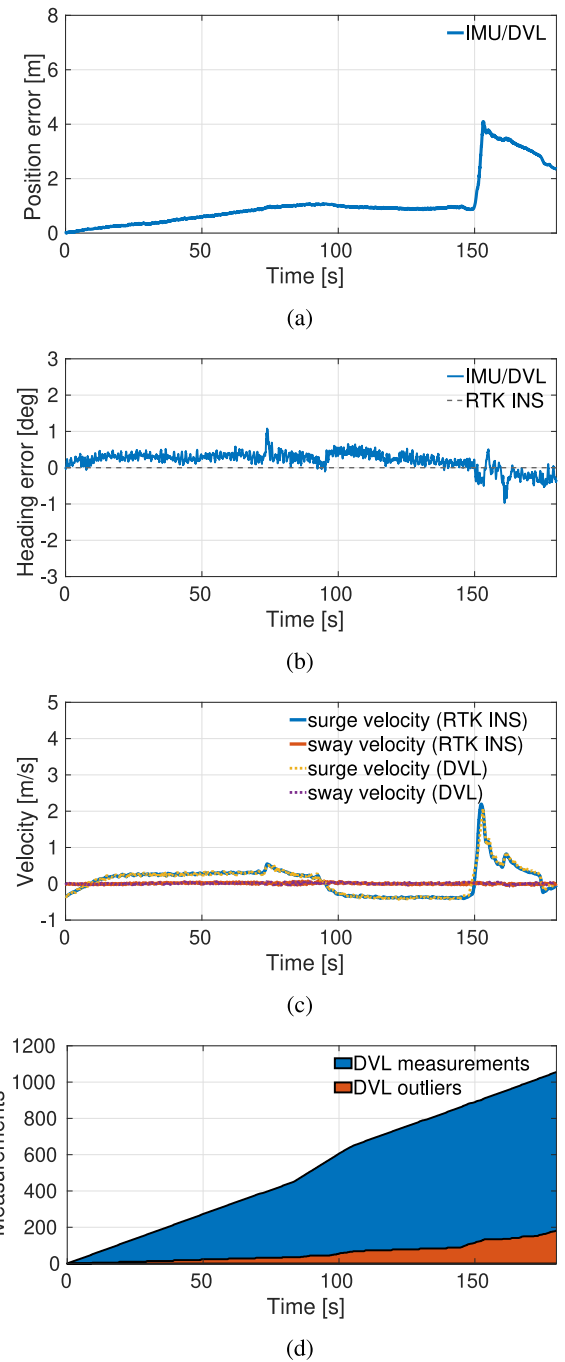 8
6
4
2
0
Position error [m]
IMU/DVL
0
50
100
150
Time [s]
(a)
3
2
1
0
-1
-2
-3
Heading error [deg]
IMU/DVL
RTK INS
0
50
100
150
Time [s]
(b)
5
4
3
2
1
0
-1
Velocity [m/s]
surge velocity (RTK INS)
sway velocity (RTK INS)
surge velocity (DVL)
sway velocity (DVL)
0
50
100
150
Time [s]
(c)
1200
1000
800
600
400
200
0
Measurements
DVL measurements
DVL outliers
0
50
100
150
Time [s]
(d)